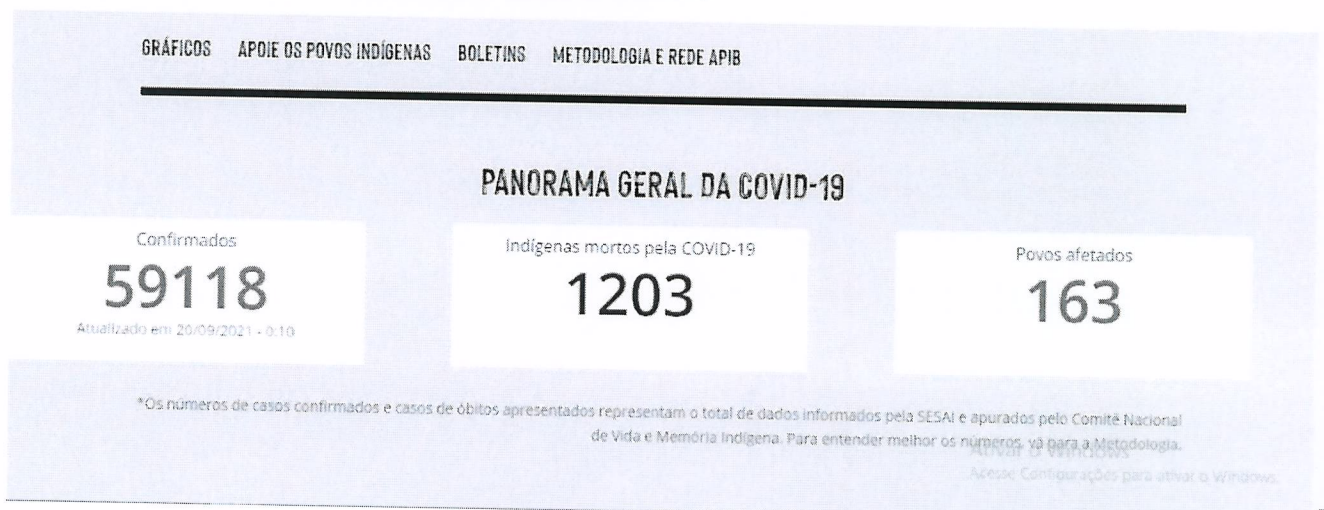 GRÁFICOS APOIE OS POVOS INDÍGENAS BOLETINS METODOLOGIA E REDE APIB
PANORAMA GERAL DA COVID-19
Confirmados
59118
Atualizado em 20/09/2021 - 0:10
Indígenas mortos pela COVID-19
1203
Povos afetados
163
*Os números de casos confirmados e casos de óbitos apresentados representam o total de dados informados pela SESAI e apurados pelo Comitê Nacional
de Vida e Memória Indígena. Para entender melhor os números, vá para a Metodologia.
Ativar o Windows
Acesse Configurações para ativar o Windows.